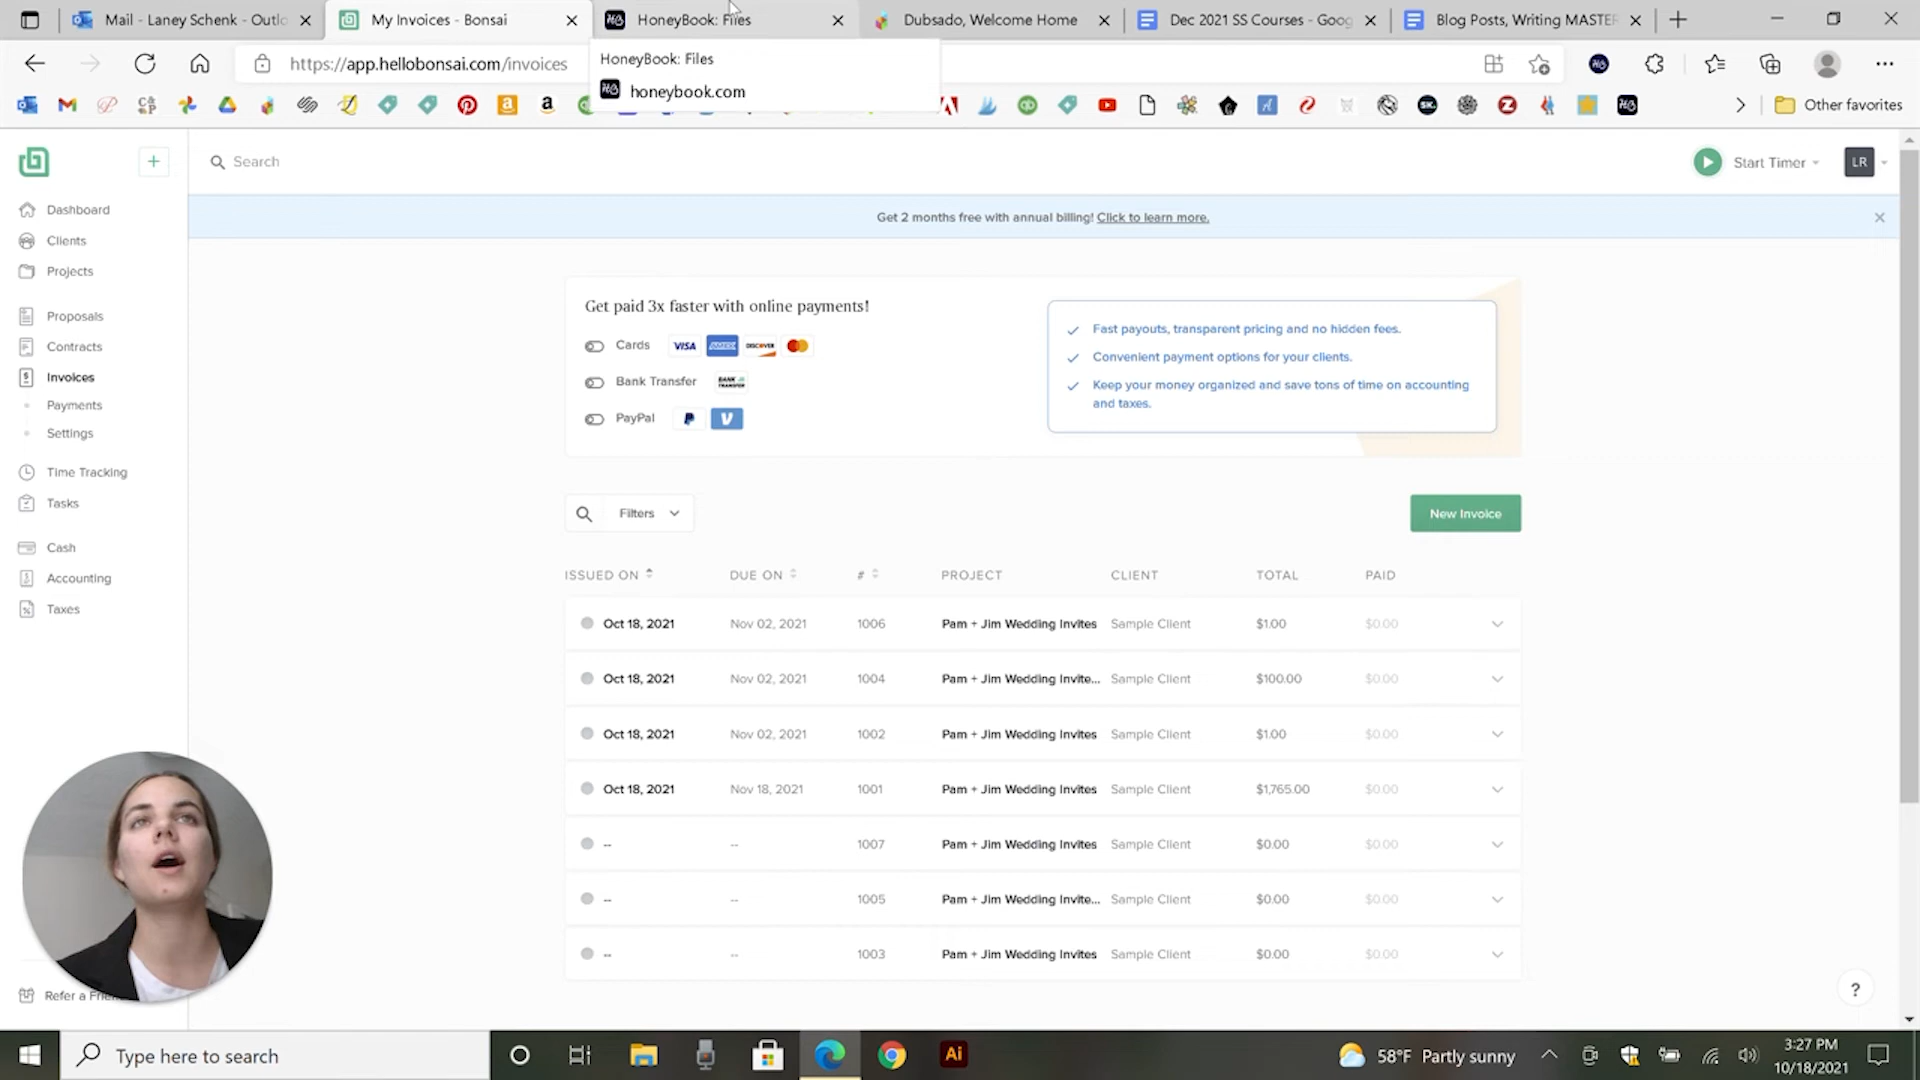 Mail - Laney Schenk - Outlo
My Invoices - Bonsai
HoneyBook: Files
Dubsado, Welcome Home
Dec 2021 SS Courses - Goog
Blog Posts, Writing MASTER
https://app.hellobonsai.com/invoices
HoneyBook: Files
honeybook.com
Other favorites
Search
Start Timer
LR
Get 2 months free with annual billing! Click to learn more.
Dashboard
Clients
Projects
Proposals
Contracts
Invoices
Payments
Settings
Time Tracking
Tasks
Cash
Accounting
Taxes
Refer a Frie
Get paid 3x faster with online payments!
Cards VISA AMEX DISCOVER
Bank Transfer BANK TRANSFER
PayPal
Fast payouts, transparent pricing and no hidden fees.
Convenient payment options for your clients.
Keep your money organized and save tons of time on accounting
and taxes.
Filters
New Invoice
ISSUED ON DUE ON # PROJECT CLIENT TOTAL PAID
Oct 18, 2021 Nov 02, 2021 1006 Pam + Jim Wedding Invites Sample Client $1.00 $0.00
Oct 18, 2021 Nov 02, 2021 1004 Pam + Jim Wedding Invite... Sample Client $100.00 $0.00
Oct 18, 2021 Nov 02, 2021 1002 Pam + Jim Wedding Invites Sample Client $1.00 $0.00
Oct 18, 2021 Nov 18, 2021 1001 Pam + Jim Wedding Invites Sample Client $1,765.00 $0.00
-- -- 1007 Pam + Jim Wedding Invites Sample Client $0.00 $0.00
-- -- 1005 Pam + Jim Wedding Invite... Sample Client $0.00 $0.00
-- -- 1003 Pam + Jim Wedding Invites Sample Client $0.00 $0.00
?
Type here to search
Ai
58°F Partly sunny
3:27 PM
10/18/2021